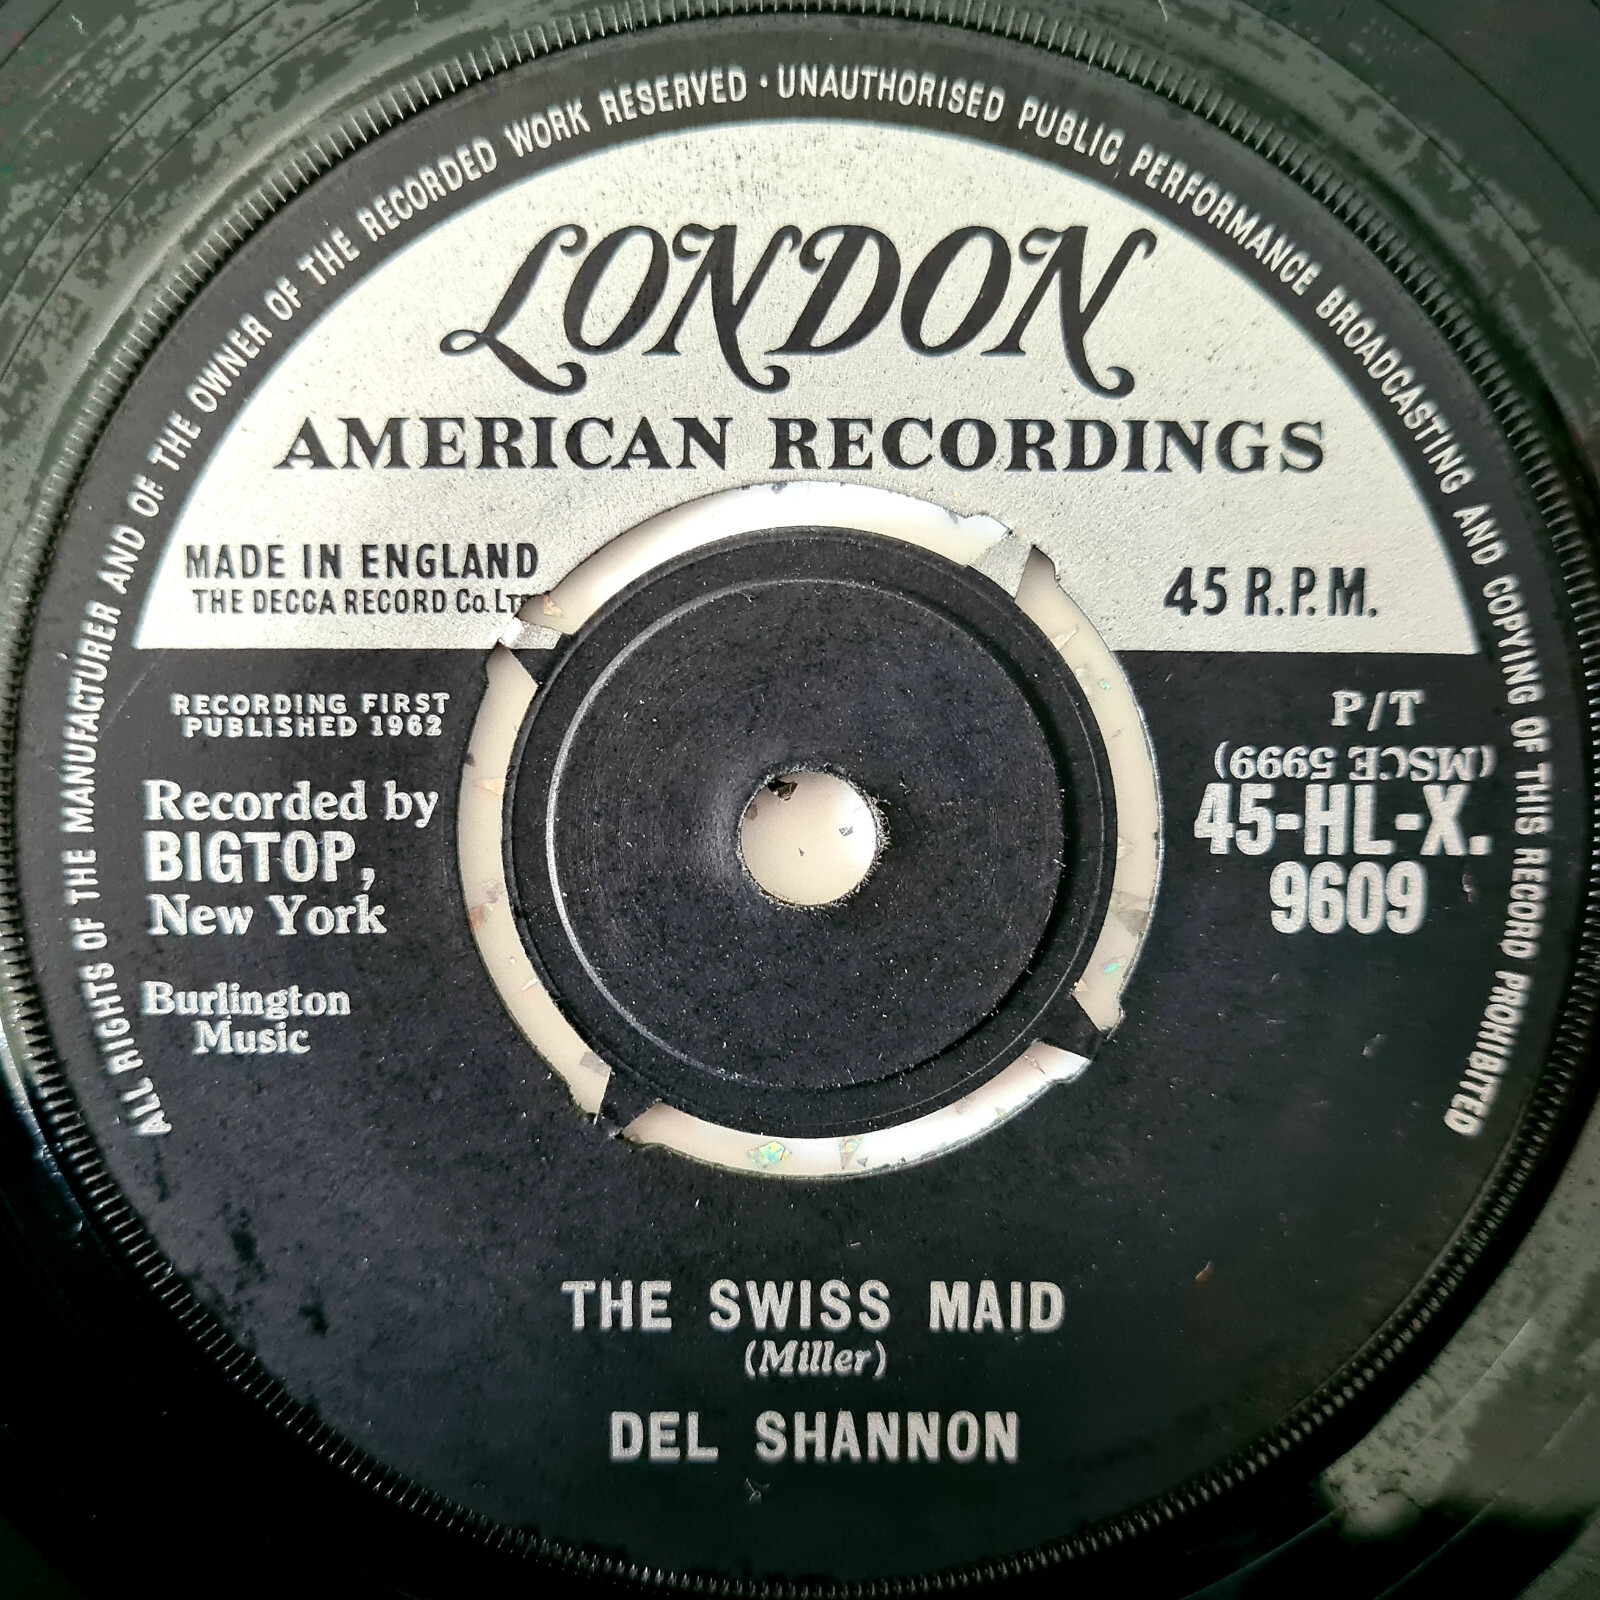 ALL RIGHTS OF THE MANUFACTURER AND OF THE OWNER OF THE RECORDED WORK RESERVED · UNAUTHORISED PUBLIC PERFORMANCE BROADCASTING AND COPYING OF THIS RECORD PROHIBITED
LONDON
AMERICAN RECORDINGS
MADE IN ENGLAND
THE DECCA RECORD Co. LTD
45 R.P.M.
RECORDING FIRST
PUBLISHED 1962
Recorded by
BIGTOP,
New York
Burlington
Music
P/T
(MSCE 5999)
45-HL-X.
9609
THE SWISS MAID
(Miller)
DEL SHANNON